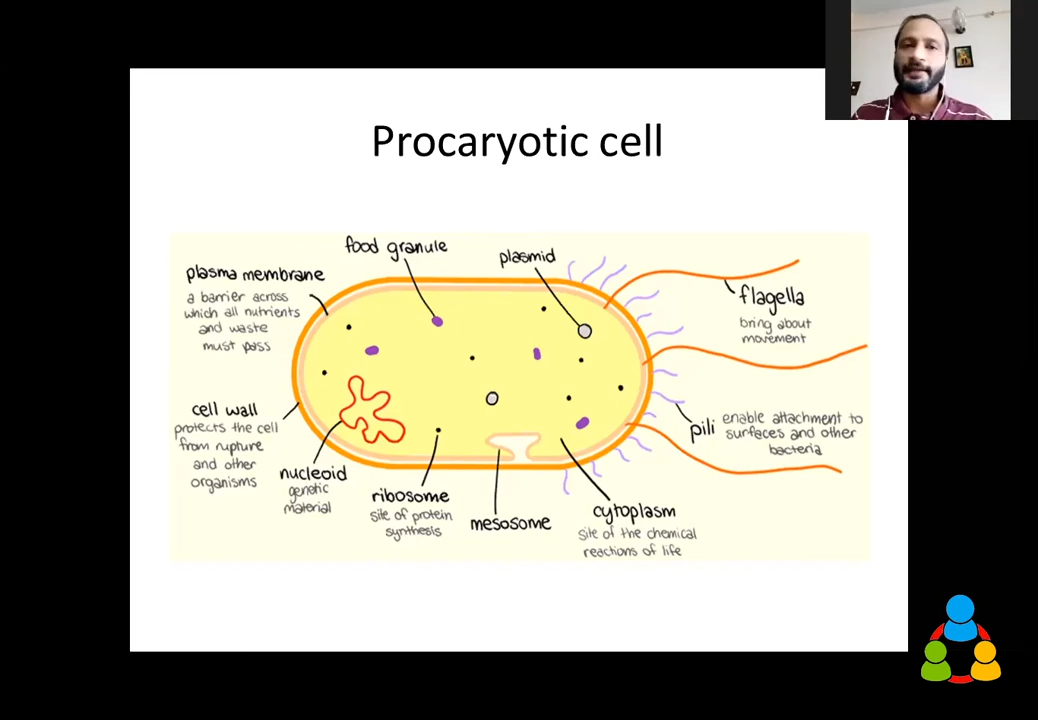 Procaryotic cell
food granule
plasmid
plasma membrane
a barrier across
which all nutrients
and waste
must pass
flagella
bring about
movement
cell wall
protects the cell
from rupture
and other
organisms
pili
enable attachment to
surfaces and other
bacteria
nucleoid
genetic
material
ribosome
site of protein
synthesis
mesosome
cytoplasm
site of the chemical
reactions of life